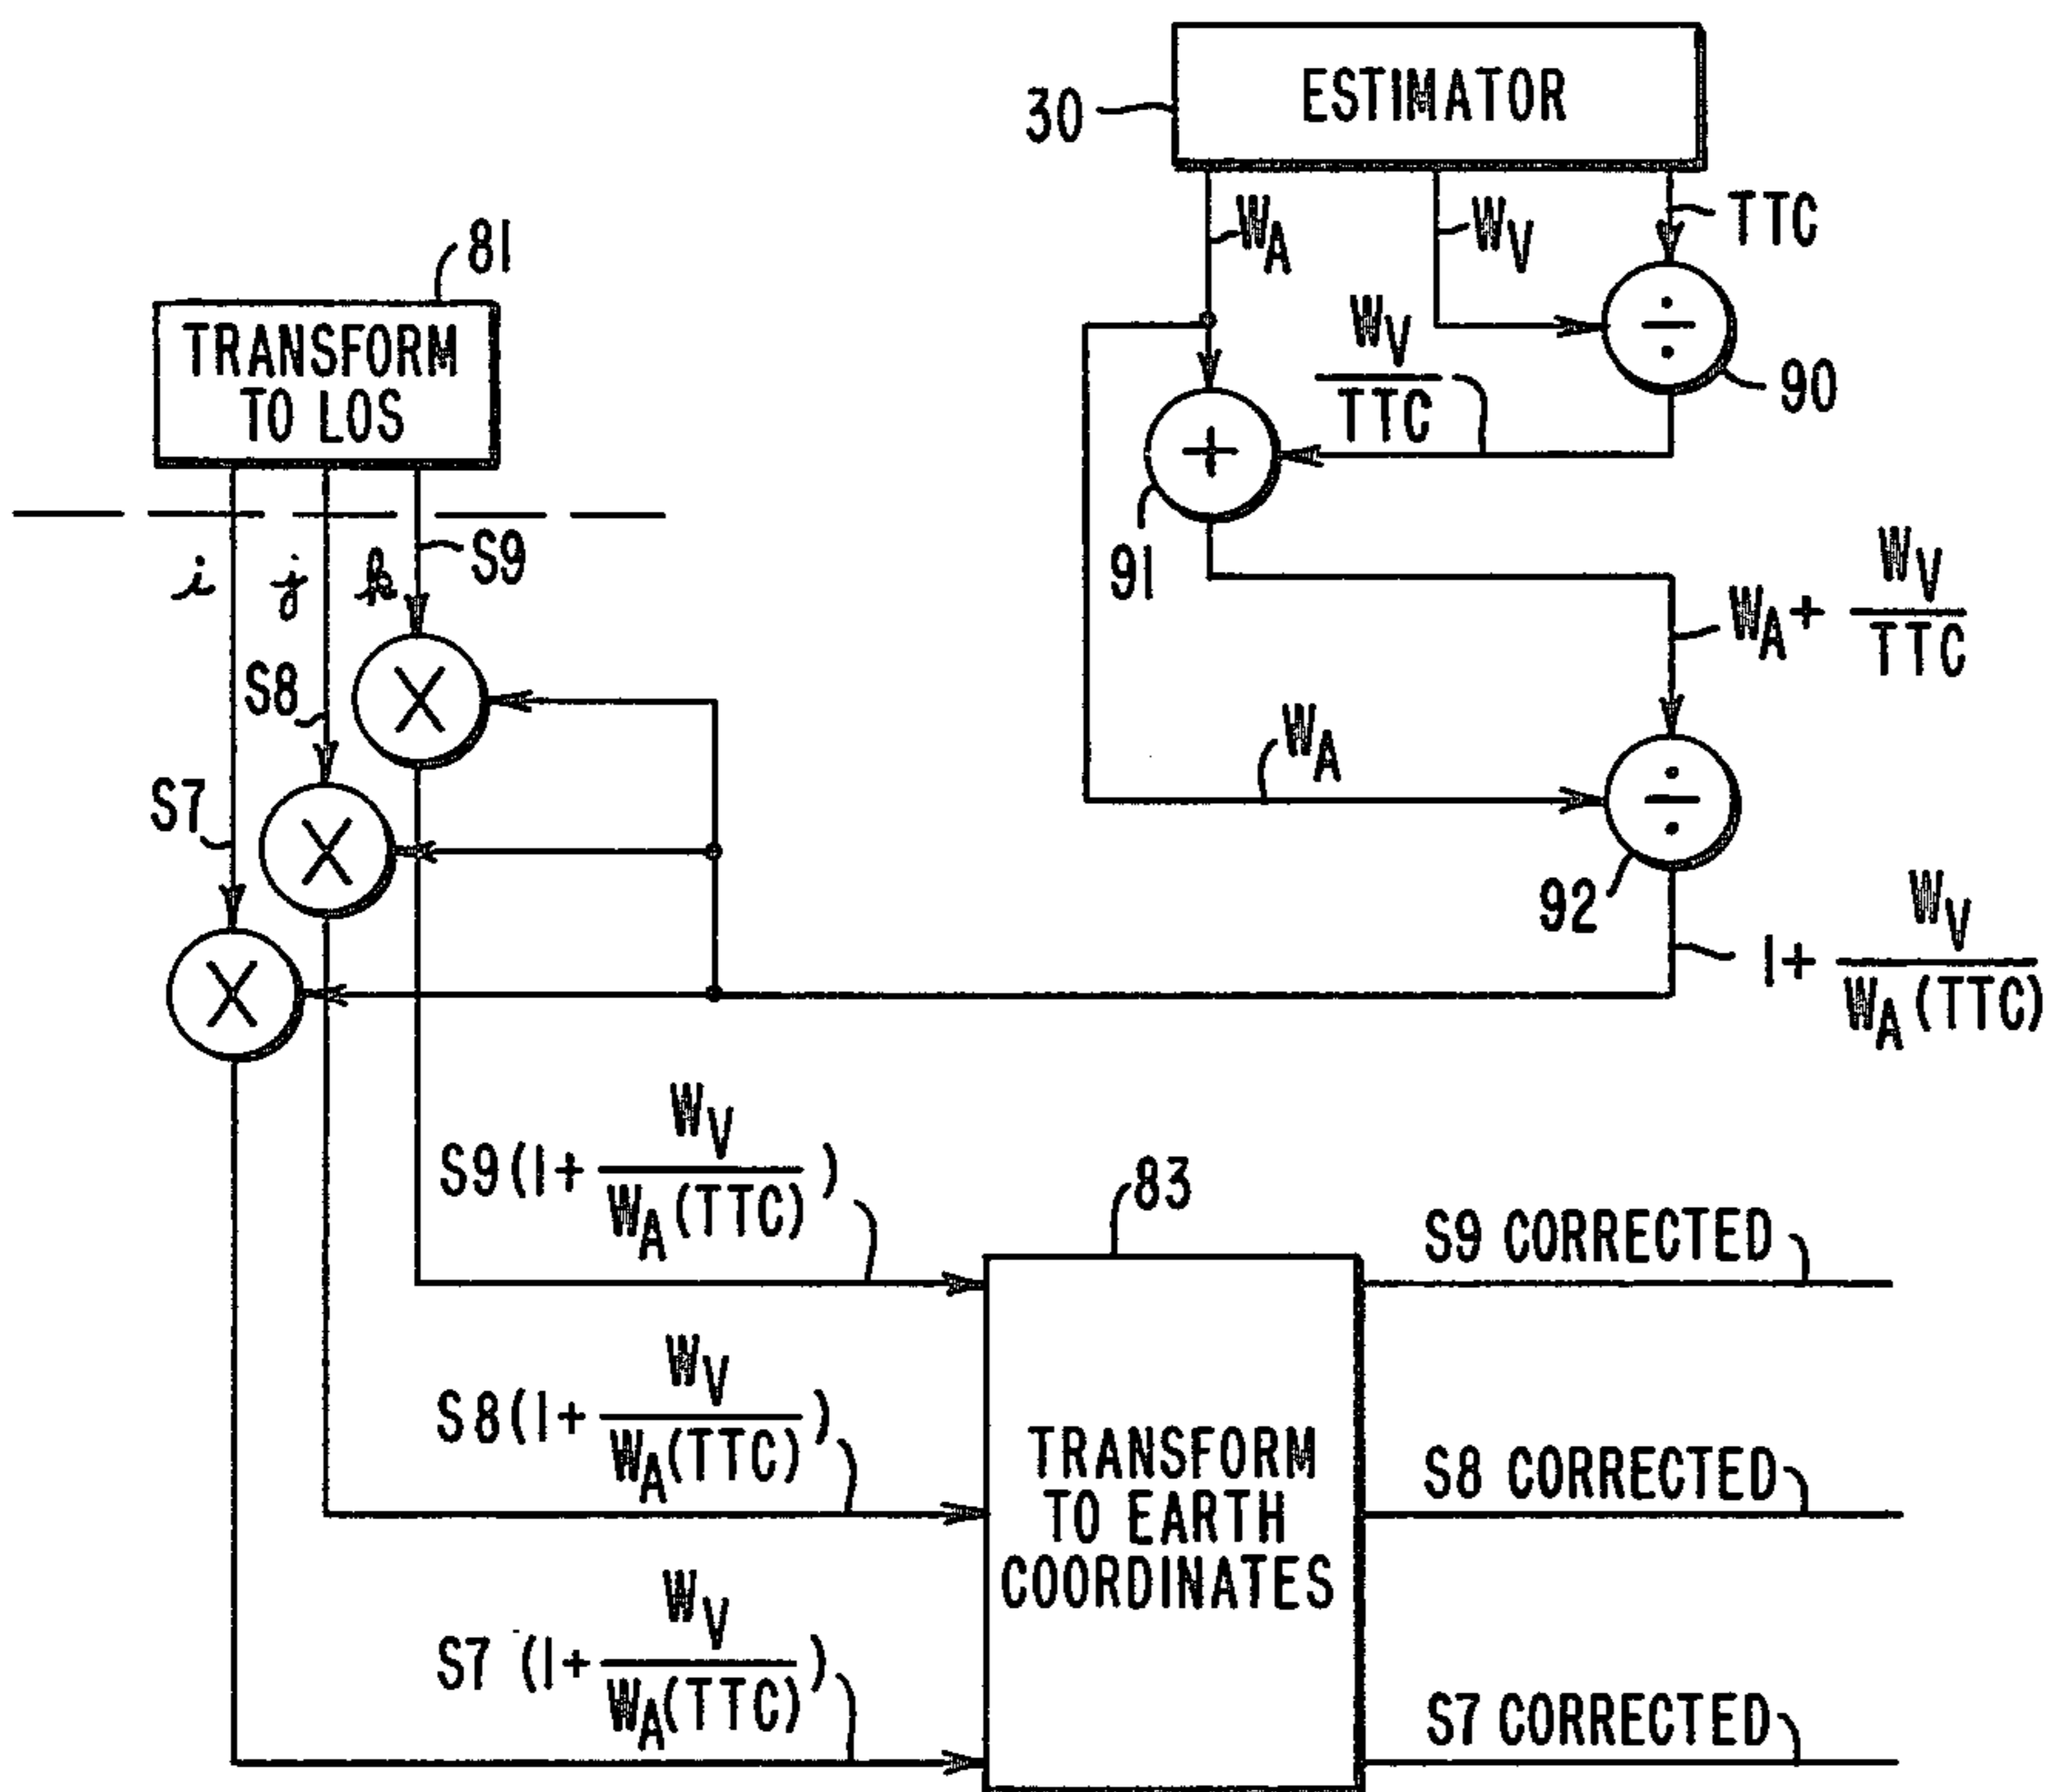 ESTIMATOR
30
W_A
W_V
TTC
81
TRANSFORM
TO LOS
÷
90
W_V
TTC
+
91
i
j
k
S9
W_A + W_V
TTC
S8
X
W_A
÷
S7
X
92
1+ W_V
W_A(TTC)
X
S9(1+ W_V
W_A(TTC))
83
S9 CORRECTED
S8(1+ W_V
W_A(TTC))
TRANSFORM
TO EARTH
COORDINATES
S8 CORRECTED
S7 (1+ W_V
W_A(TTC))
S7 CORRECTED